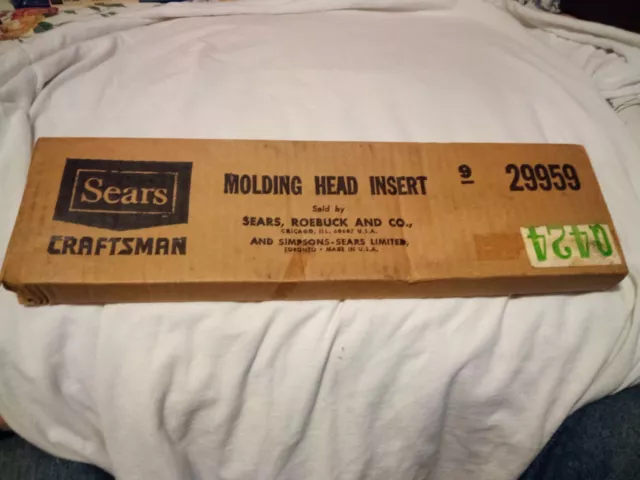 Sears
CRAFTSMAN
MOLDING HEAD INSERT
Sold by
SEARS, ROEBUCK AND CO.,
CHICAGO, ILL. 60607 U.S.A.
AND SIMPSONS-SEARS LIMITED,
TORONTO - MADE IN U.S.A.
9 29959
0424